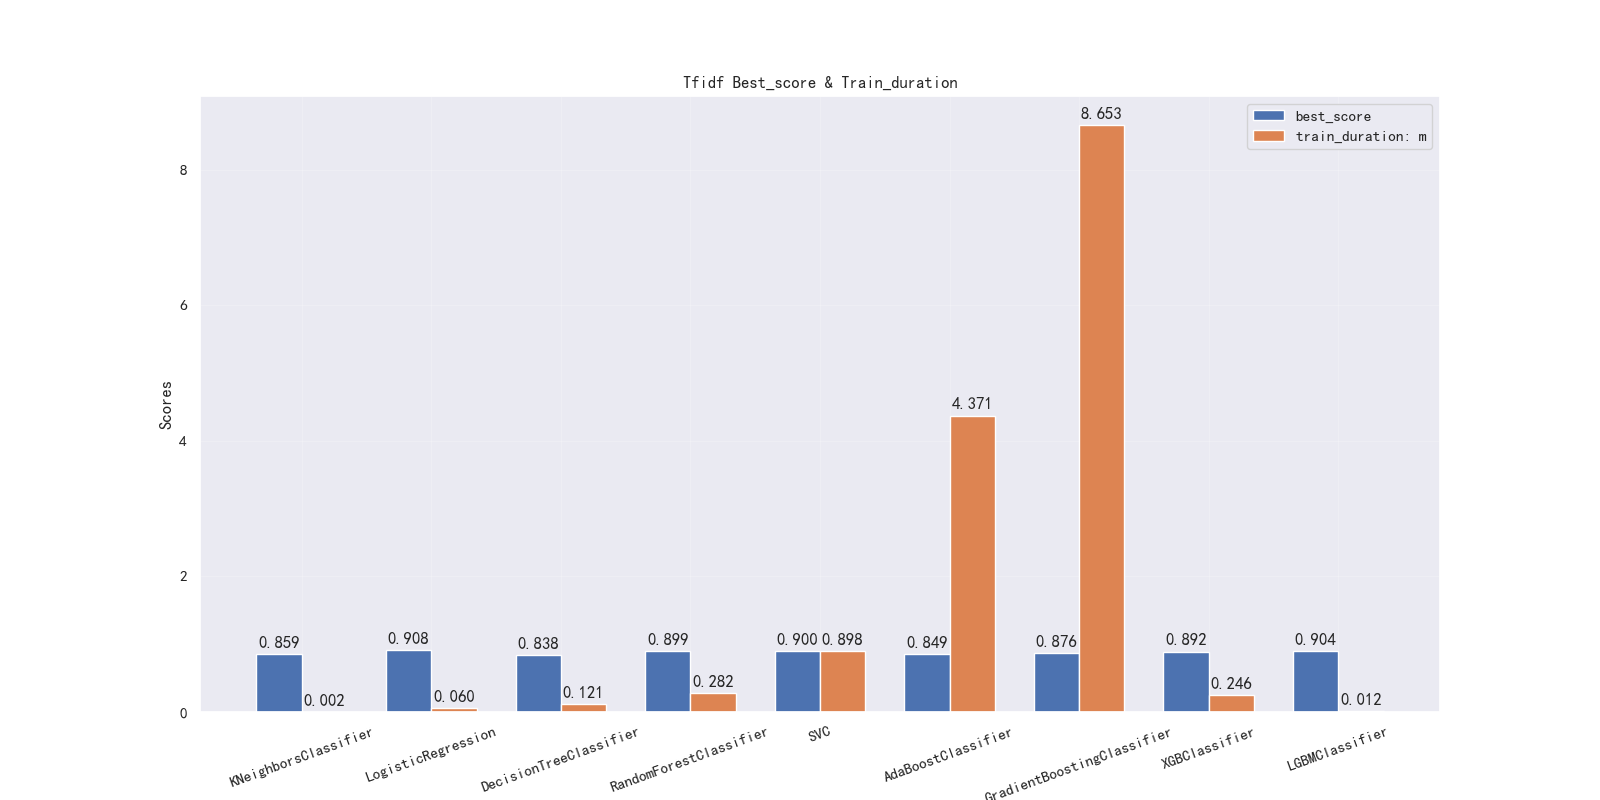 Tfidf Best_score & Train_duration
best_score
train_duration: m
Scores
8
6
4
2
0
0.859
0.002
0.908
0.060
0.838
0.121
0.899
0.282
0.900
0.898
0.849
4.371
0.876
8.653
0.892
0.246
0.904
0.012
KNeighborsClassifier
LogisticRegression
DecisionTreeClassifier
RandomForestClassifier
SVC
AdaBoostClassifier
GradientBoostingClassifier
XGBClassifier
LGBMClassifier